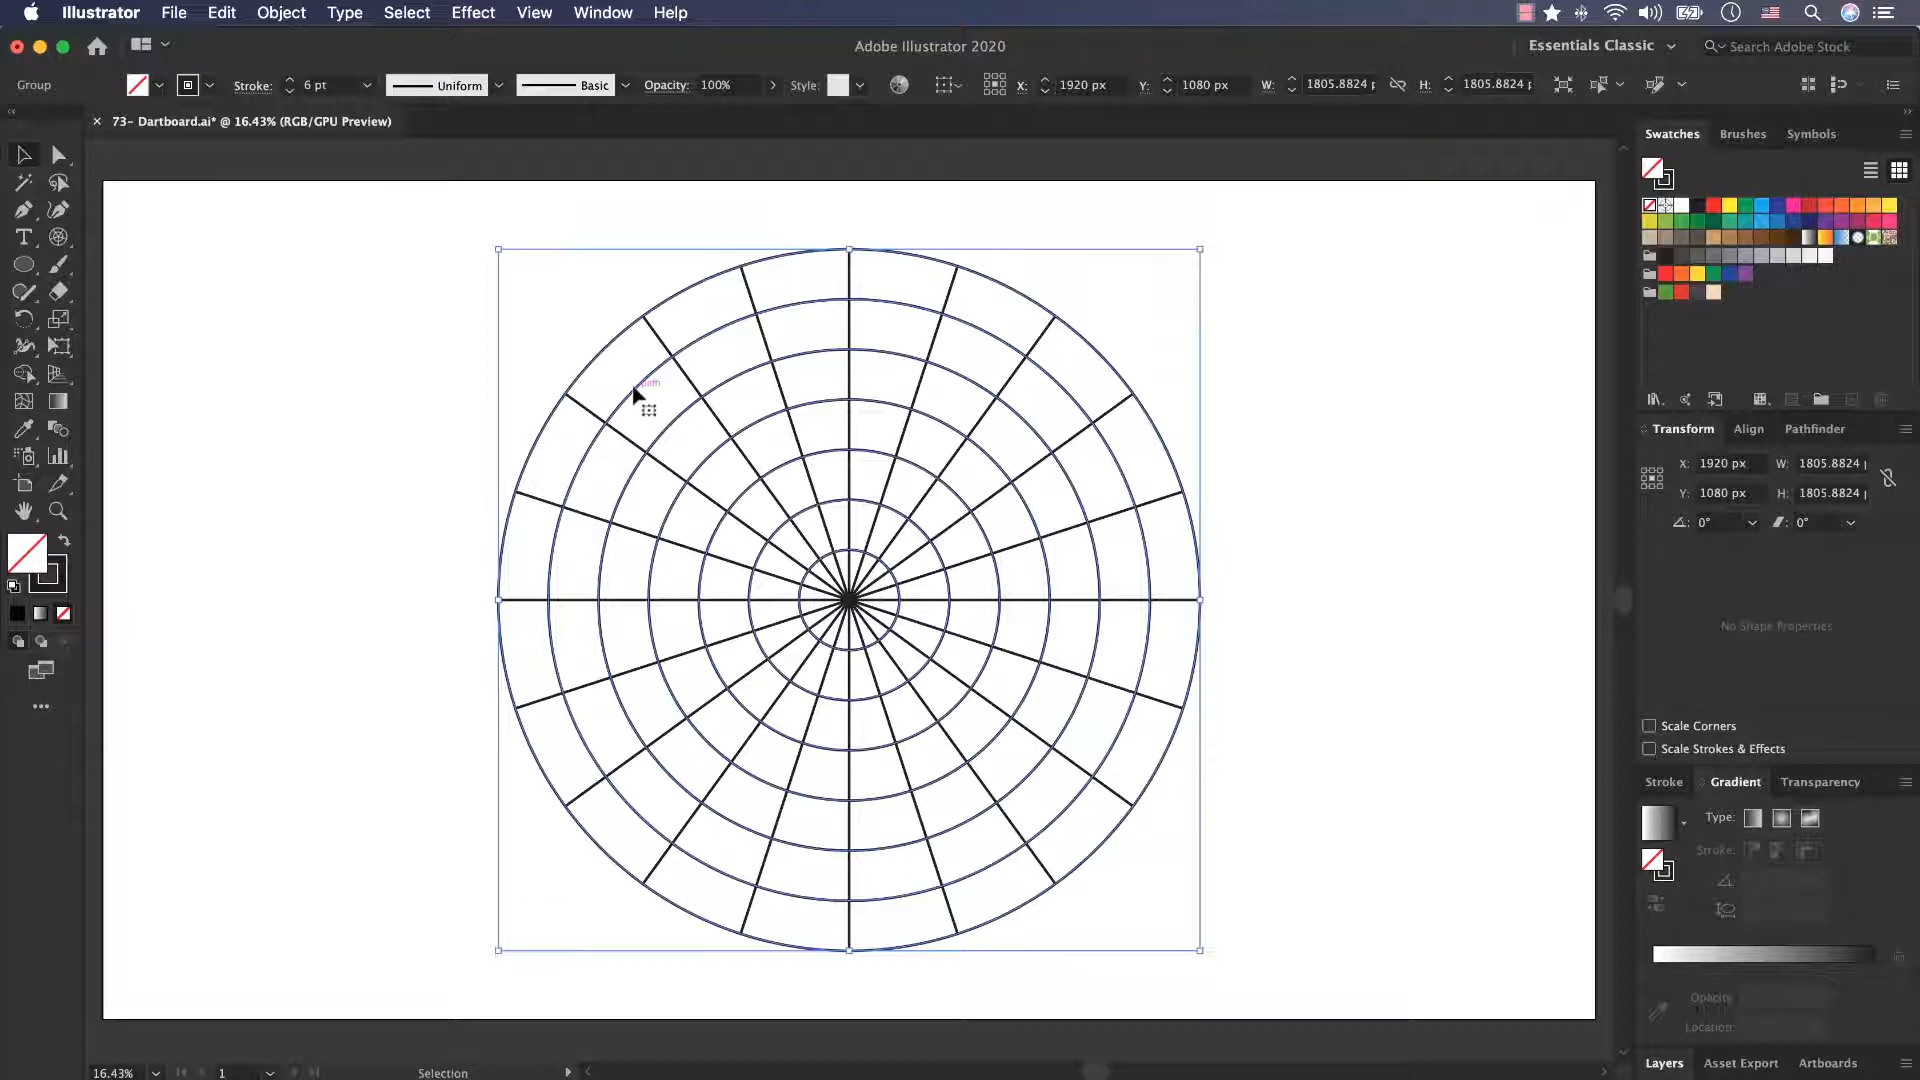 Illustrator File Edit Object Type Select Effect View Window Help
Adobe Illustrator 2020
Essentials Classic
Search Adobe Stock
Group
Stroke: 6 pt
Uniform
Basic
Opacity: 100%
Style:
X: 1920 px
Y: 1080 px
W: 1805.8824 p
H: 1805.8824 p
× 73- Dartboard.ai* @ 16.43% (RGB/GPU Preview)
Swatches Brushes Symbols
path
Transform Align Pathfinder
X: 1920 px W: 1805.8824 p
Y: 1080 px H: 1805.8824 p
0° 0°
No Shape Properties
Scale Corners
Scale Strokes & Effects
Stroke Gradient Transparency
Type:
Stroke:
Opacity
Location:
16.43% 1 Selection
Layers Asset Export Artboards